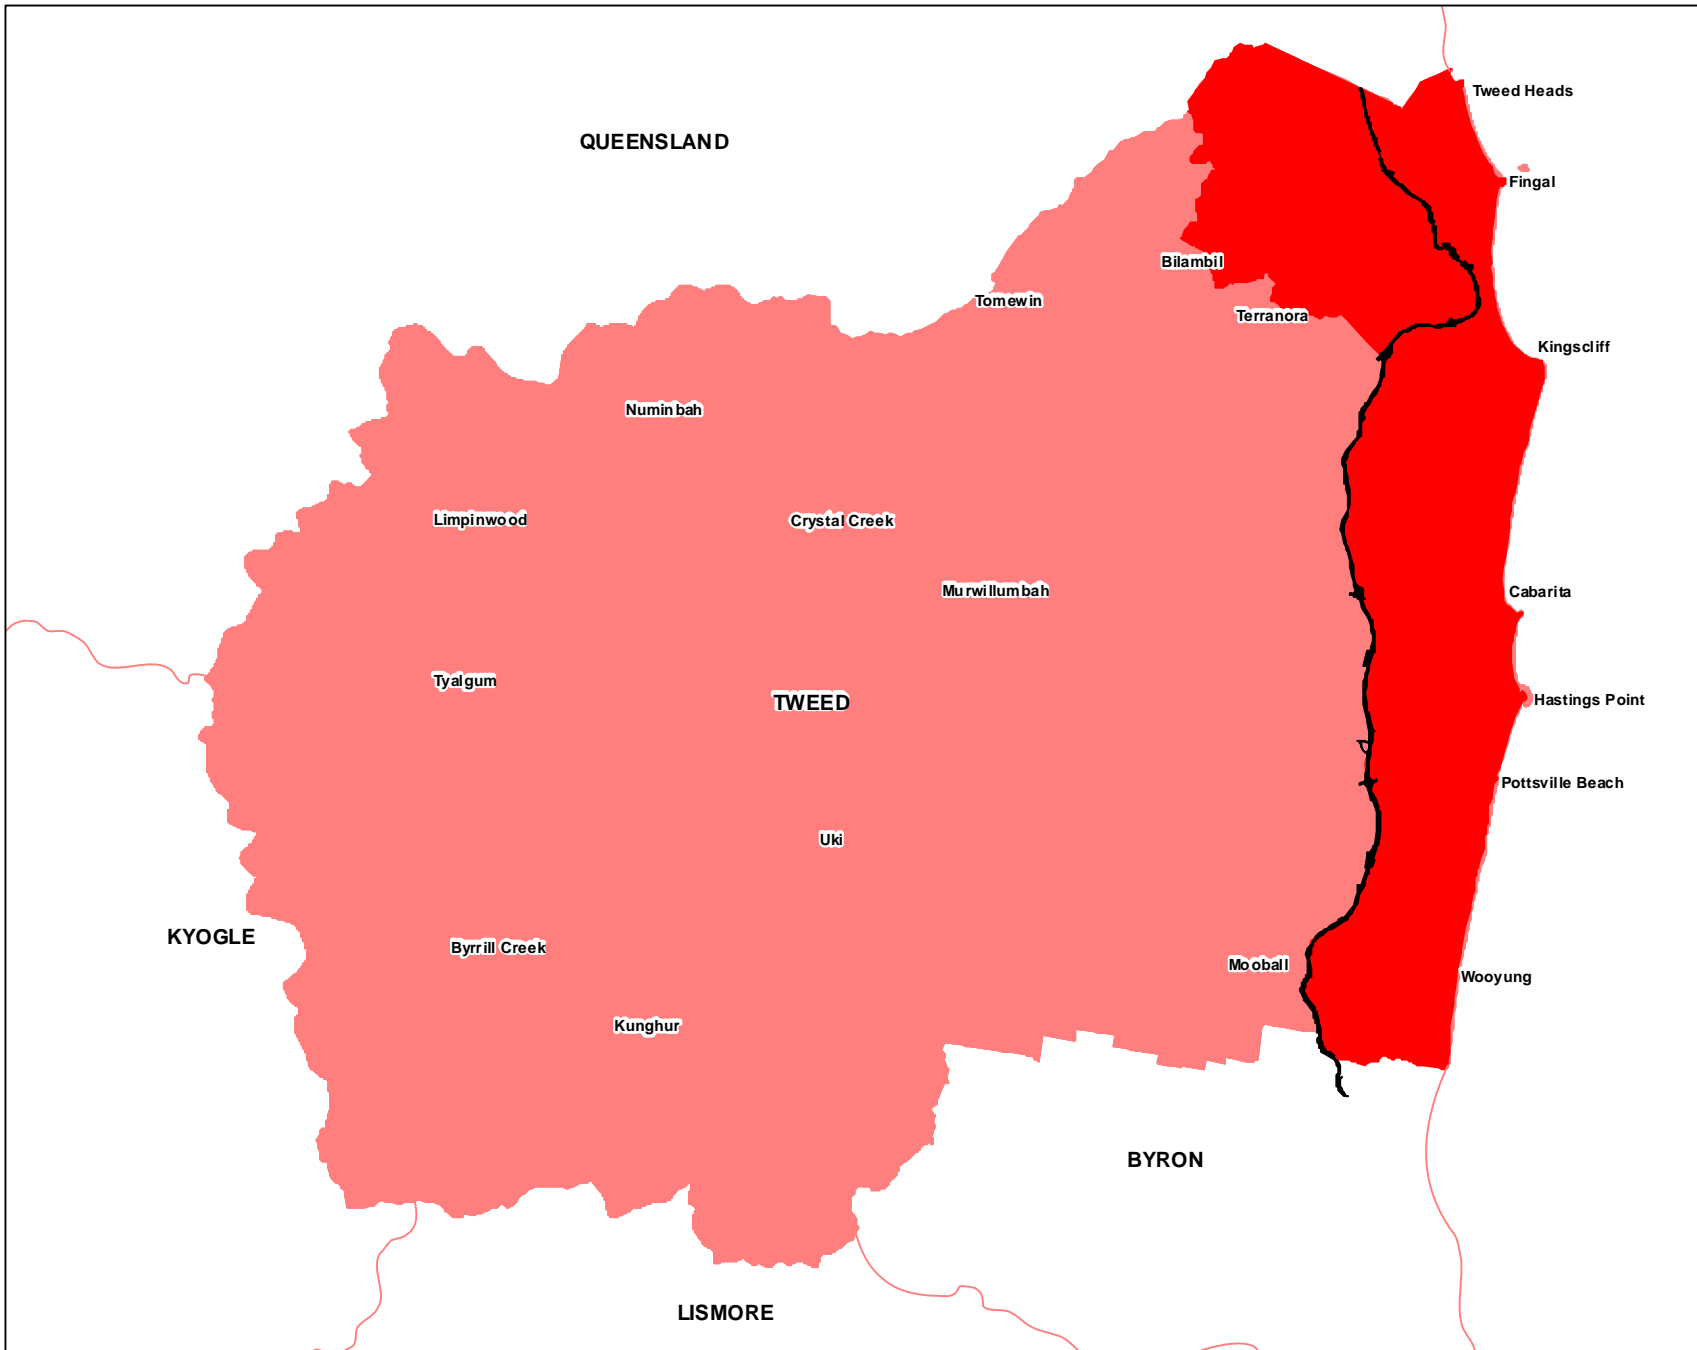 Tweed Heads
QUEENSLAND
Fingal
Bilambil
Tomewin
Terranora
Kingscliff
Numinbah
Limpinwood
Crystal Creek
Murwillumbah
Cabarita
Tyalgum
TWEED
Hastings Point
Pottsville Beach
Uki
KYOGLE
Byrrill Creek
Mooball
Wooyung
Kunghur
BYRON
LISMORE